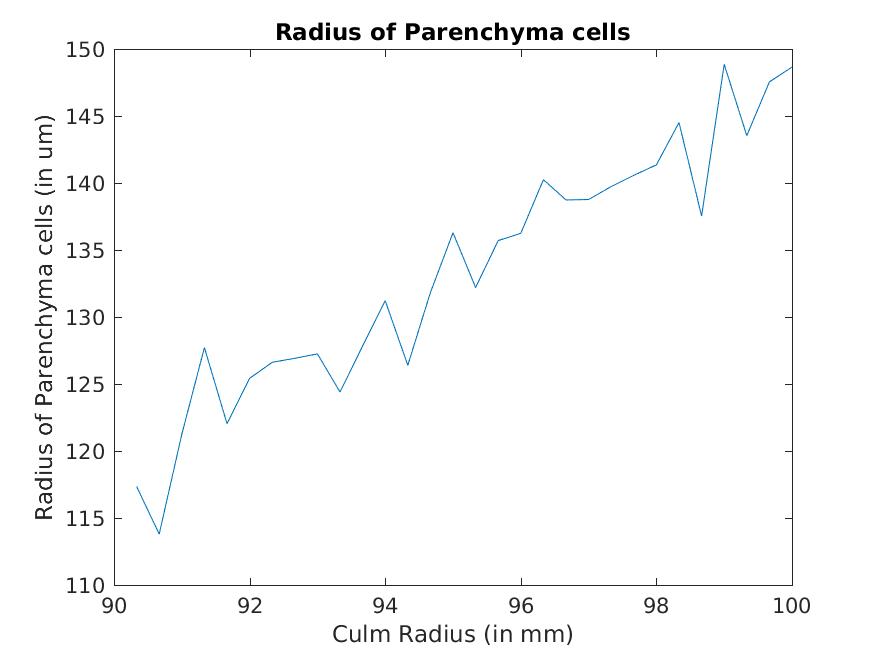 Radius of Parenchyma cells
Radius of Parenchyma cells (in um)
150
145
140
135
130
125
120
115
110
90 92 94 96 98 100
Culm Radius (in mm)